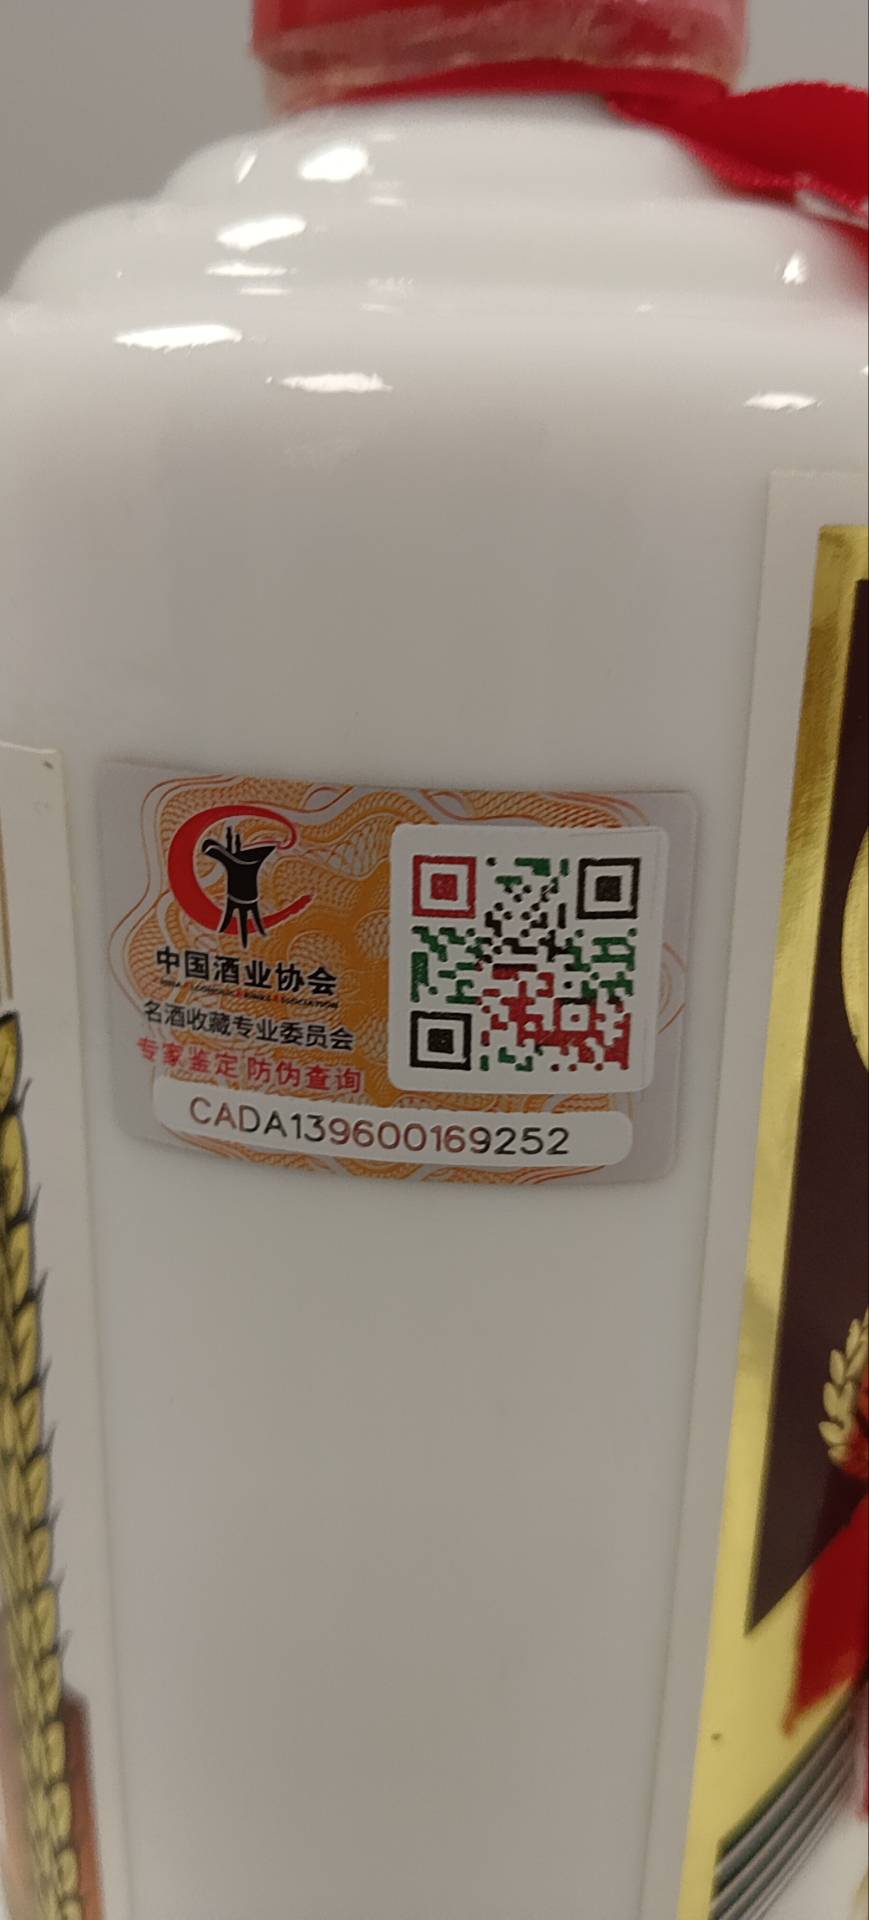 中国酒业协会
名酒收藏专业委员会
专家鉴定 防伪查询
CADA139600169252